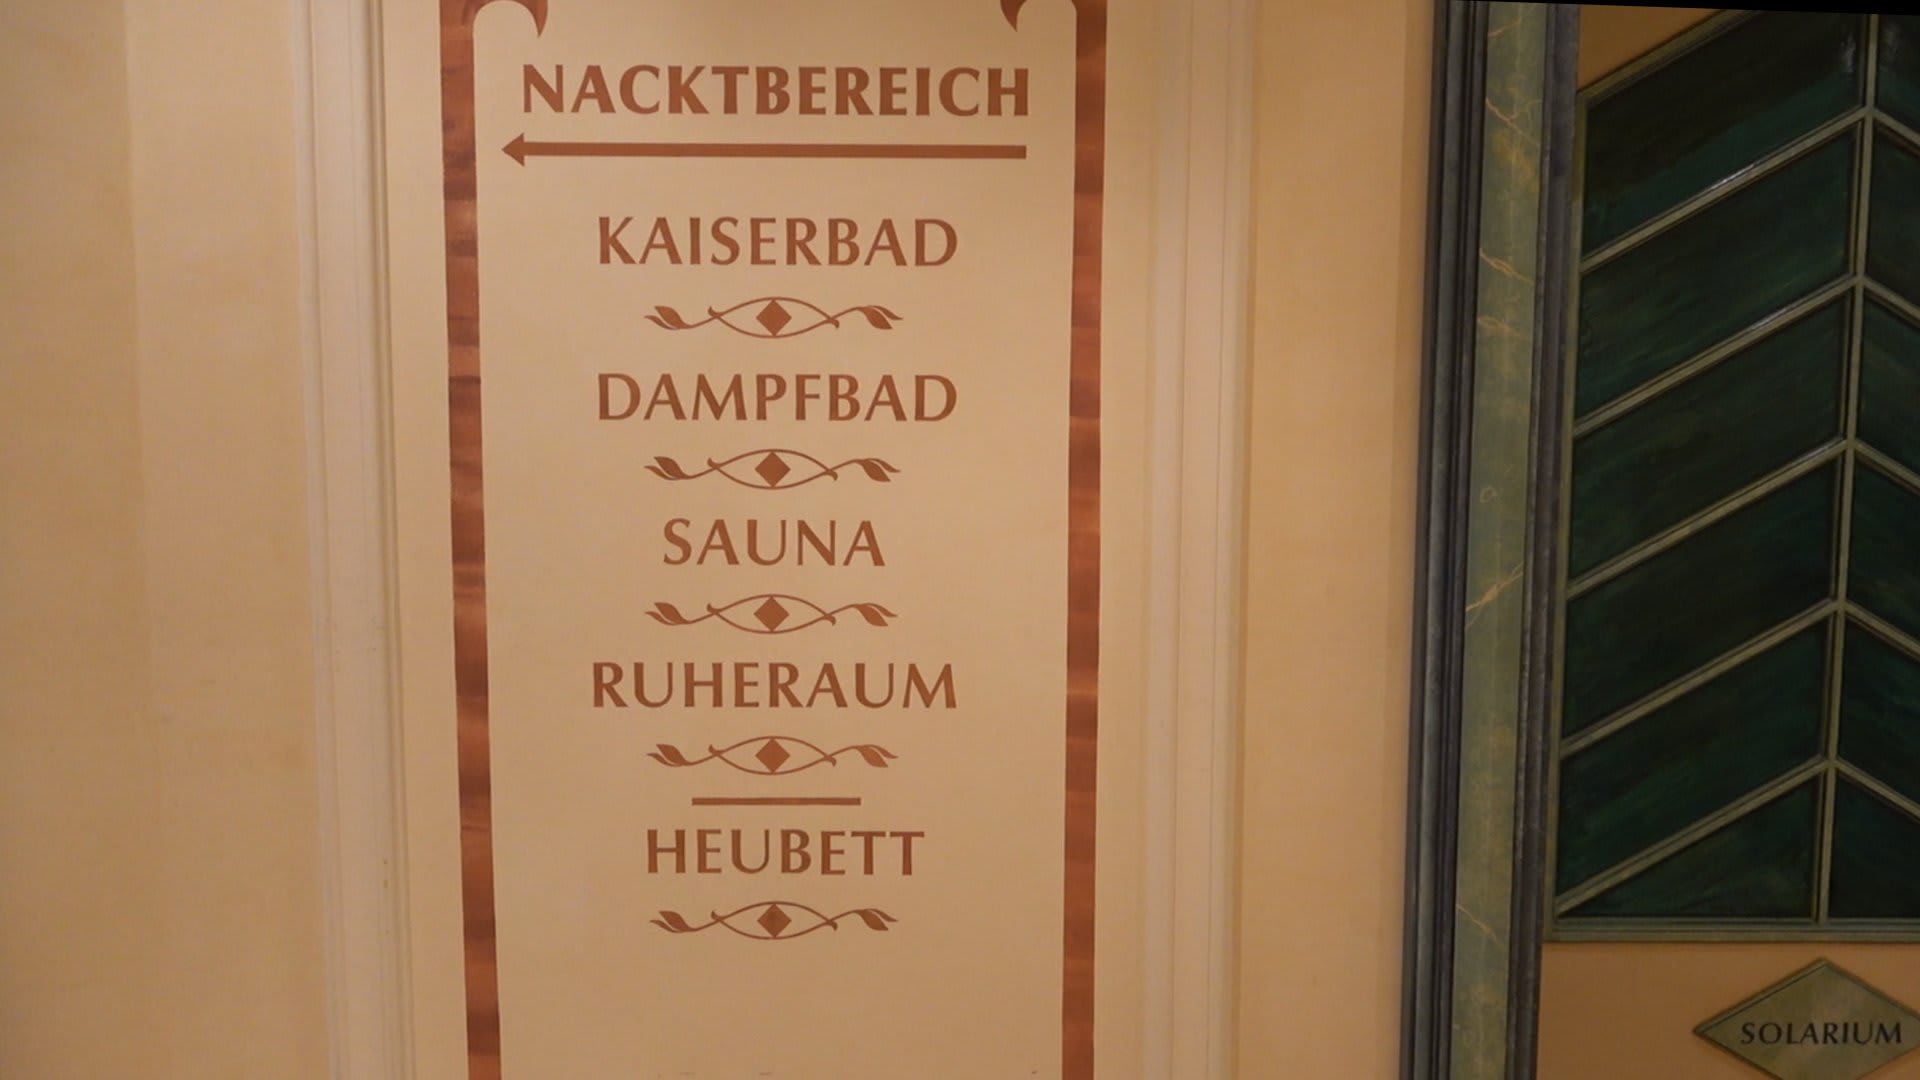 NACKTBEREICH
KAISERBAD
DAMPFBAD
SAUNA
RUHERAUM
HEUBETT
SOLARIUM